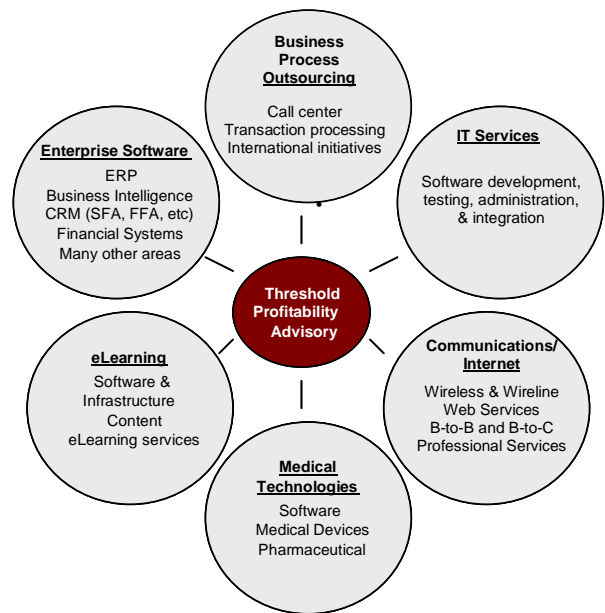 Business
Process
Outsourcing
Call center
Transaction processing
International initiatives
IT Services
Software development,
testing, administration,
& integration
Communications/
Internet
Wireless & Wireline
Web Services
B-to-B and B-to-C
Professional Services
Medical
Technologies
Software
Medical Devices
Pharmaceutical
eLearning
Software &
Infrastructure
Content
eLearning services
Enterprise Software
ERP
Business Intelligence
CRM (SFA, FFA, etc)
Financial Systems
Many other areas
Threshold
Profitability
Advisory